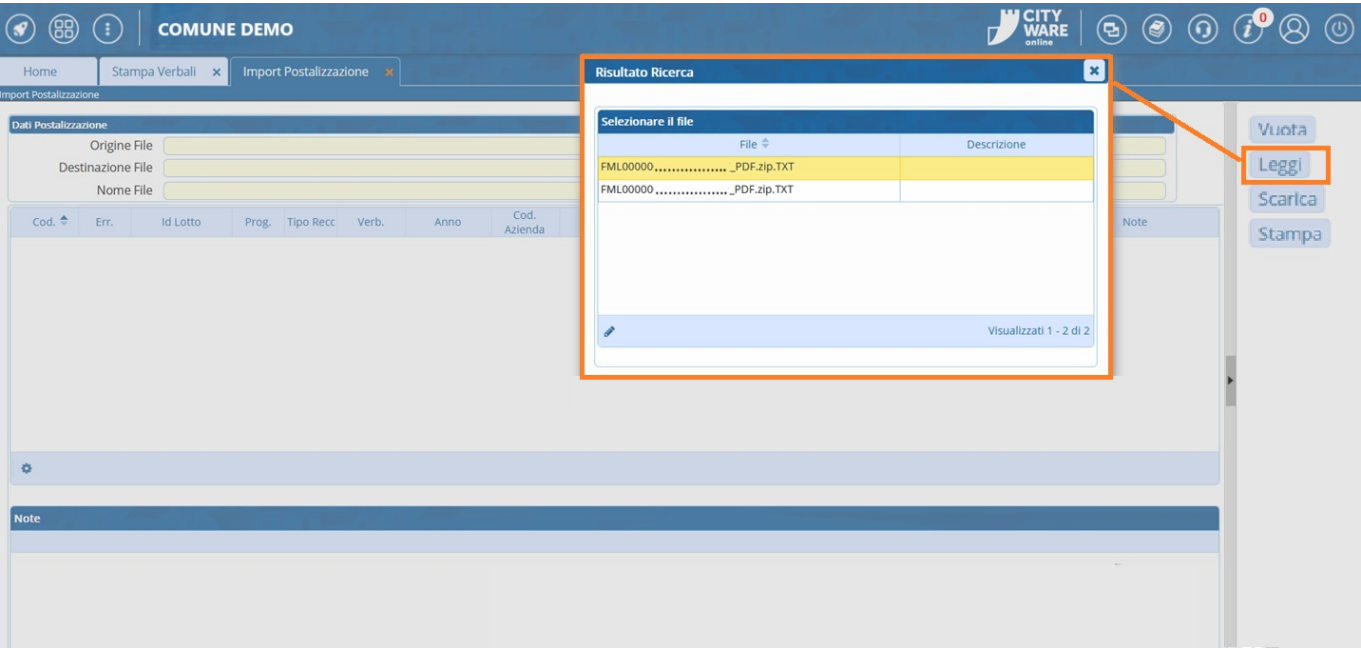 COMUNE DEMO
CITY
WARE
online
0
Home
Stampa Verbali x
Import Postalizzazione x
Import Postalizzazione
Dati Postalizzazione
Origine File
Destinazione File
Nome File
Cod. Err. Id Lotto Prog. Tipo Recc Verb. Anno Cod. Azienda Note
Risultato Ricerca
Selezionare il file
File Descrizione
FML00000................._PDF.zip.TXT
FML00000................._PDF.zip.TXT
Visualizzati 1 - 2 di 2
Vuota
Leggi
Scarica
Stampa
Note